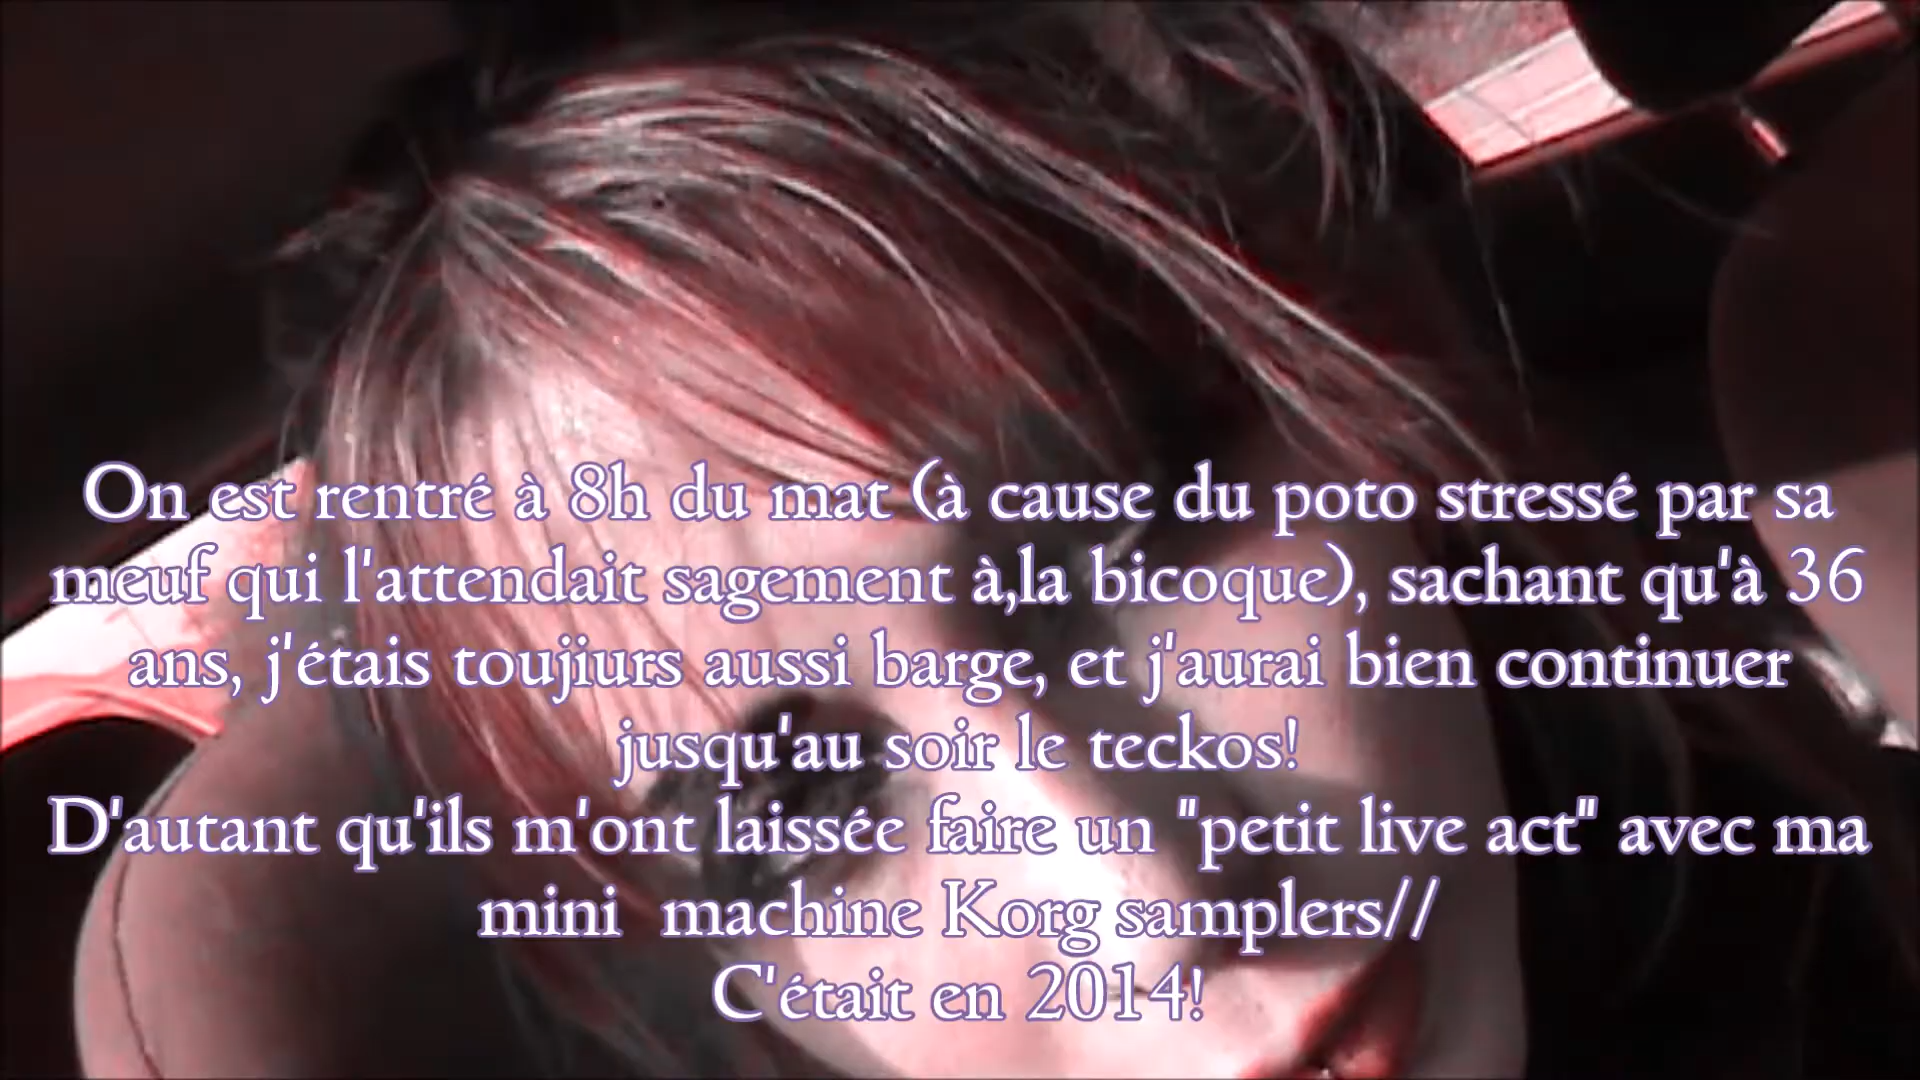 On est rentré à 8h du mat (à cause du poto stressé par sa
meuf qui l'attendait sagement à,la bicoque), sachant qu'à 36
ans, j'étais toujiurs aussi barge, et j'aurai bien continuer
jusqu'au soir le teckos!
D'autant qu'ils m'ont laissée faire un "petit live act" avec ma
mini  machine Korg samplers//
C'était en 2014!